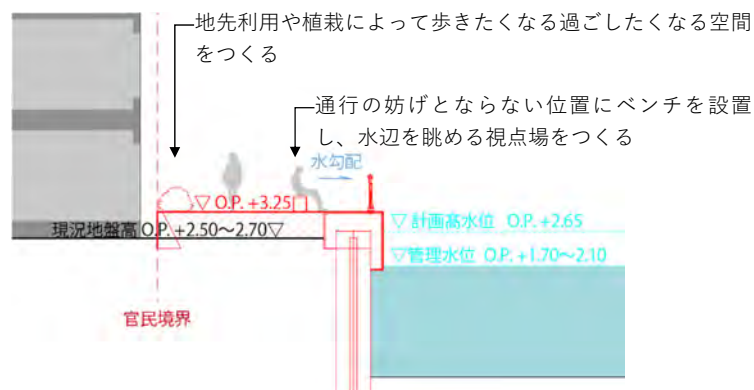 地先利用や植栽によって歩きたくなる過ごしたくなる空間
をつくる
通行の妨げとならない位置にベンチを設置
し、水辺を眺める視点場をつくる
水勾配
▽ O.P. +3.25
▽計画高水位 O.P. +2.65
現況地盤高 O.P. +2.50〜2.70▽
▽管理水位 O.P. +1.70〜2.10
官民境界